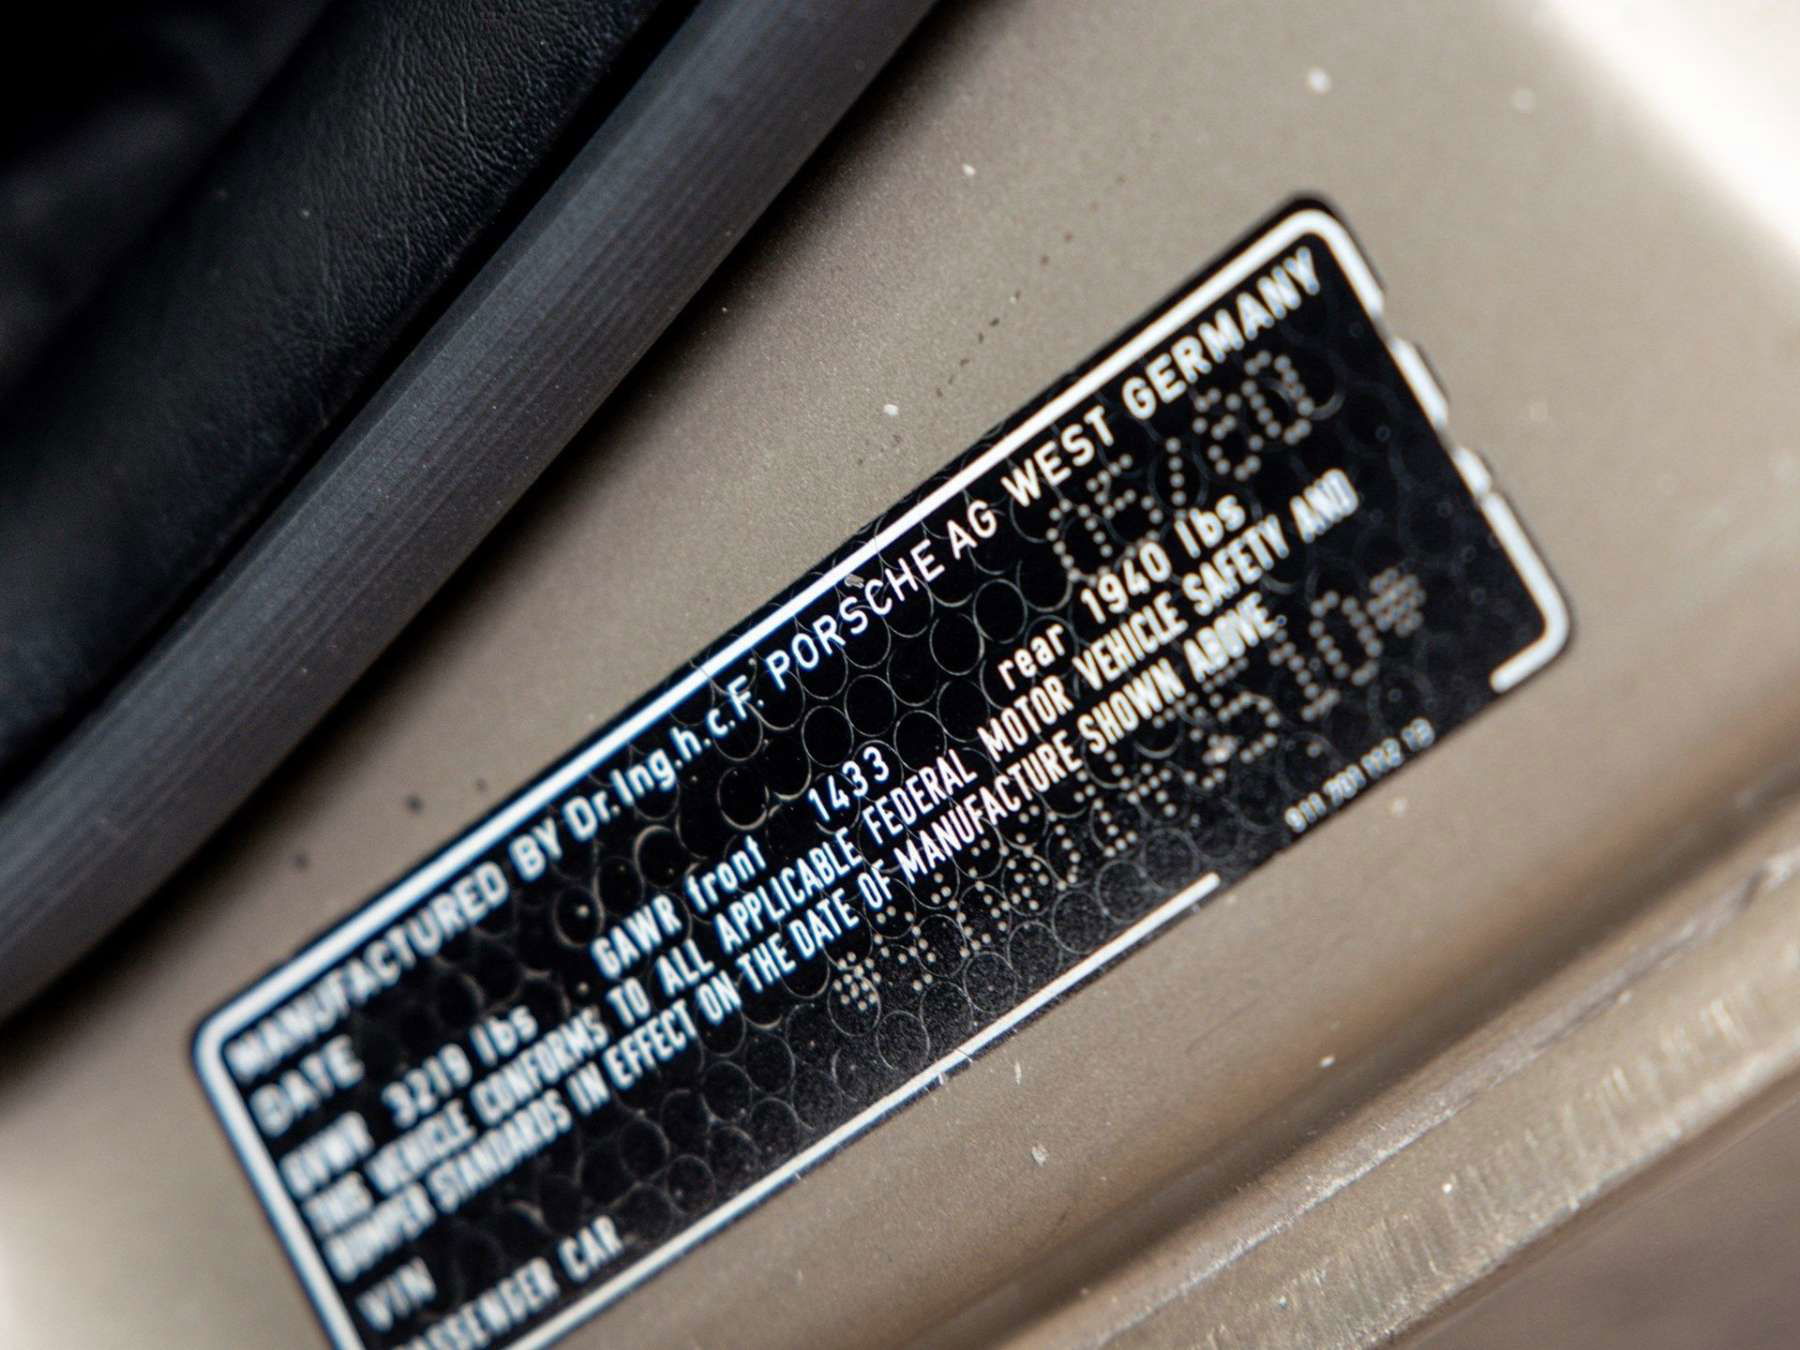 MANUFACTURED BY Dr.Ing.h.c.F. PORSCHE AG WEST GERMANY
DATE 05/80
GVWR 3219 lbs GAWR front 1433 rear 1940 lbs
THIS VEHICLE CONFORMS TO ALL APPLICABLE FEDERAL MOTOR VEHICLE SAFETY AND
BUMPER STANDARDS IN EFFECT ON THE DATE OF MANUFACTURE SHOWN ABOVE.
VIN
PASSENGER CAR